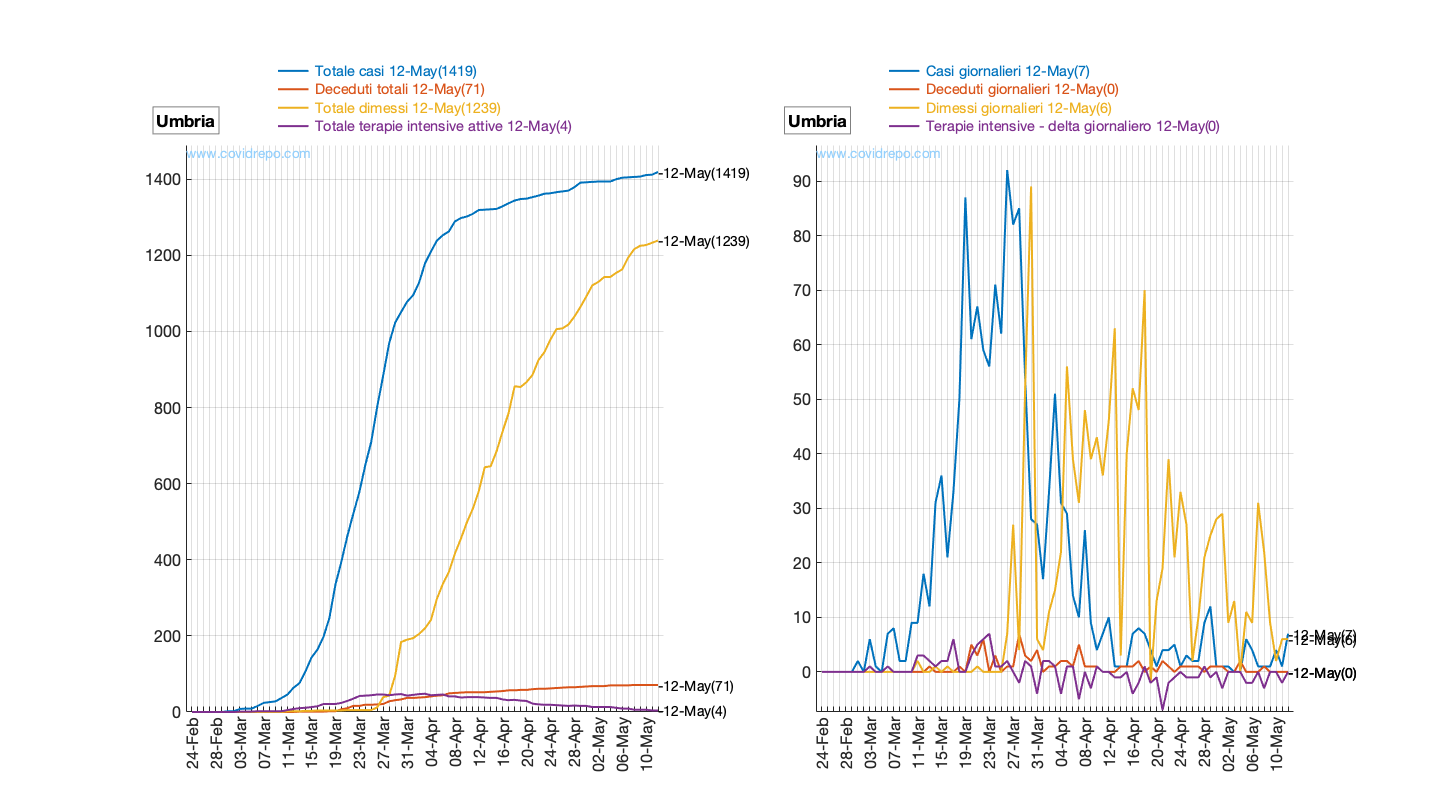 Totale casi 12-May(1419)
Deceduti totali 12-May(71)
Totale dimessi 12-May(1239)
Totale terapie intensive attive 12-May(4)
Umbria
www.covidrepo.com
1400
1200
1000
800
600
400
200
0
12-May(1419)
12-May(1239)
12-May(71)
12-May(4)
24-Feb
28-Feb
03-Mar
07-Mar
11-Mar
15-Mar
19-Mar
23-Mar
27-Mar
31-Mar
04-Apr
08-Apr
12-Apr
16-Apr
20-Apr
24-Apr
28-Apr
02-May
06-May
10-May
Casi giornalieri 12-May(7)
Deceduti giornalieri 12-May(0)
Dimessi giornalieri 12-May(6)
Terapie intensive - delta giornaliero 12-May(0)
Umbria
www.covidrepo.com
90
80
70
60
50
40
30
20
10
0
12-May(7)
12-May(6)
12-May(0)
24-Feb
28-Feb
03-Mar
07-Mar
11-Mar
15-Mar
19-Mar
23-Mar
27-Mar
31-Mar
04-Apr
08-Apr
12-Apr
16-Apr
20-Apr
24-Apr
28-Apr
02-May
06-May
10-May